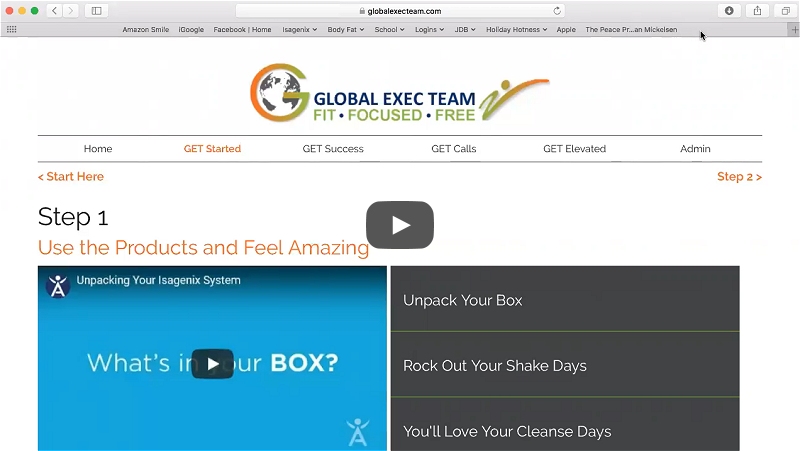 globalexecteam.com
Amazon Smile iGoogle Facebook | Home Isagenix Body Fat School Logins JDB Holiday Hotness Apple The Peace Pr...an Mickelsen
GLOBAL EXEC TEAM
FIT • FOCUSED • FREE
Home GET Started GET Success GET Calls GET Elevated Admin
< Start Here Step 2 >
Step 1
Use the Products and Feel Amazing
Unpacking Your Isagenix System
What's in your BOX?
Unpack Your Box
Rock Out Your Shake Days
You'll Love Your Cleanse Days